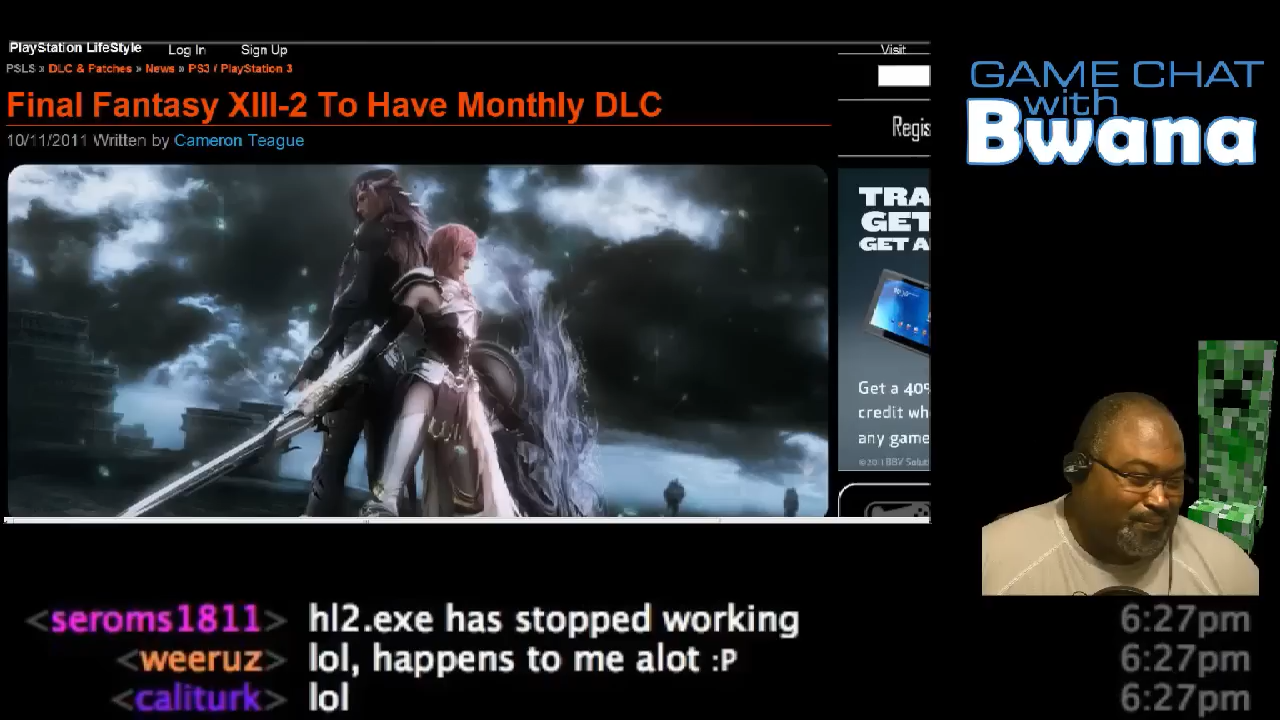 PlayStation LifeStyle Log In Sign Up Visit
PSLS » DLC & Patches » News » PS3 / PlayStation 3
Final Fantasy XIII-2 To Have Monthly DLC
10/11/2011 Written by Cameron Teague
Regis
TRA
GET
GET A
Get a 40%
credit wh
any game
©2011 BBY Soluti
GAME CHAT
with
Bwana
<seroms1811> hl2.exe has stopped working 6:27pm
<weeruz> lol, happens to me alot :P 6:27pm
<caliturk> lol 6:27pm